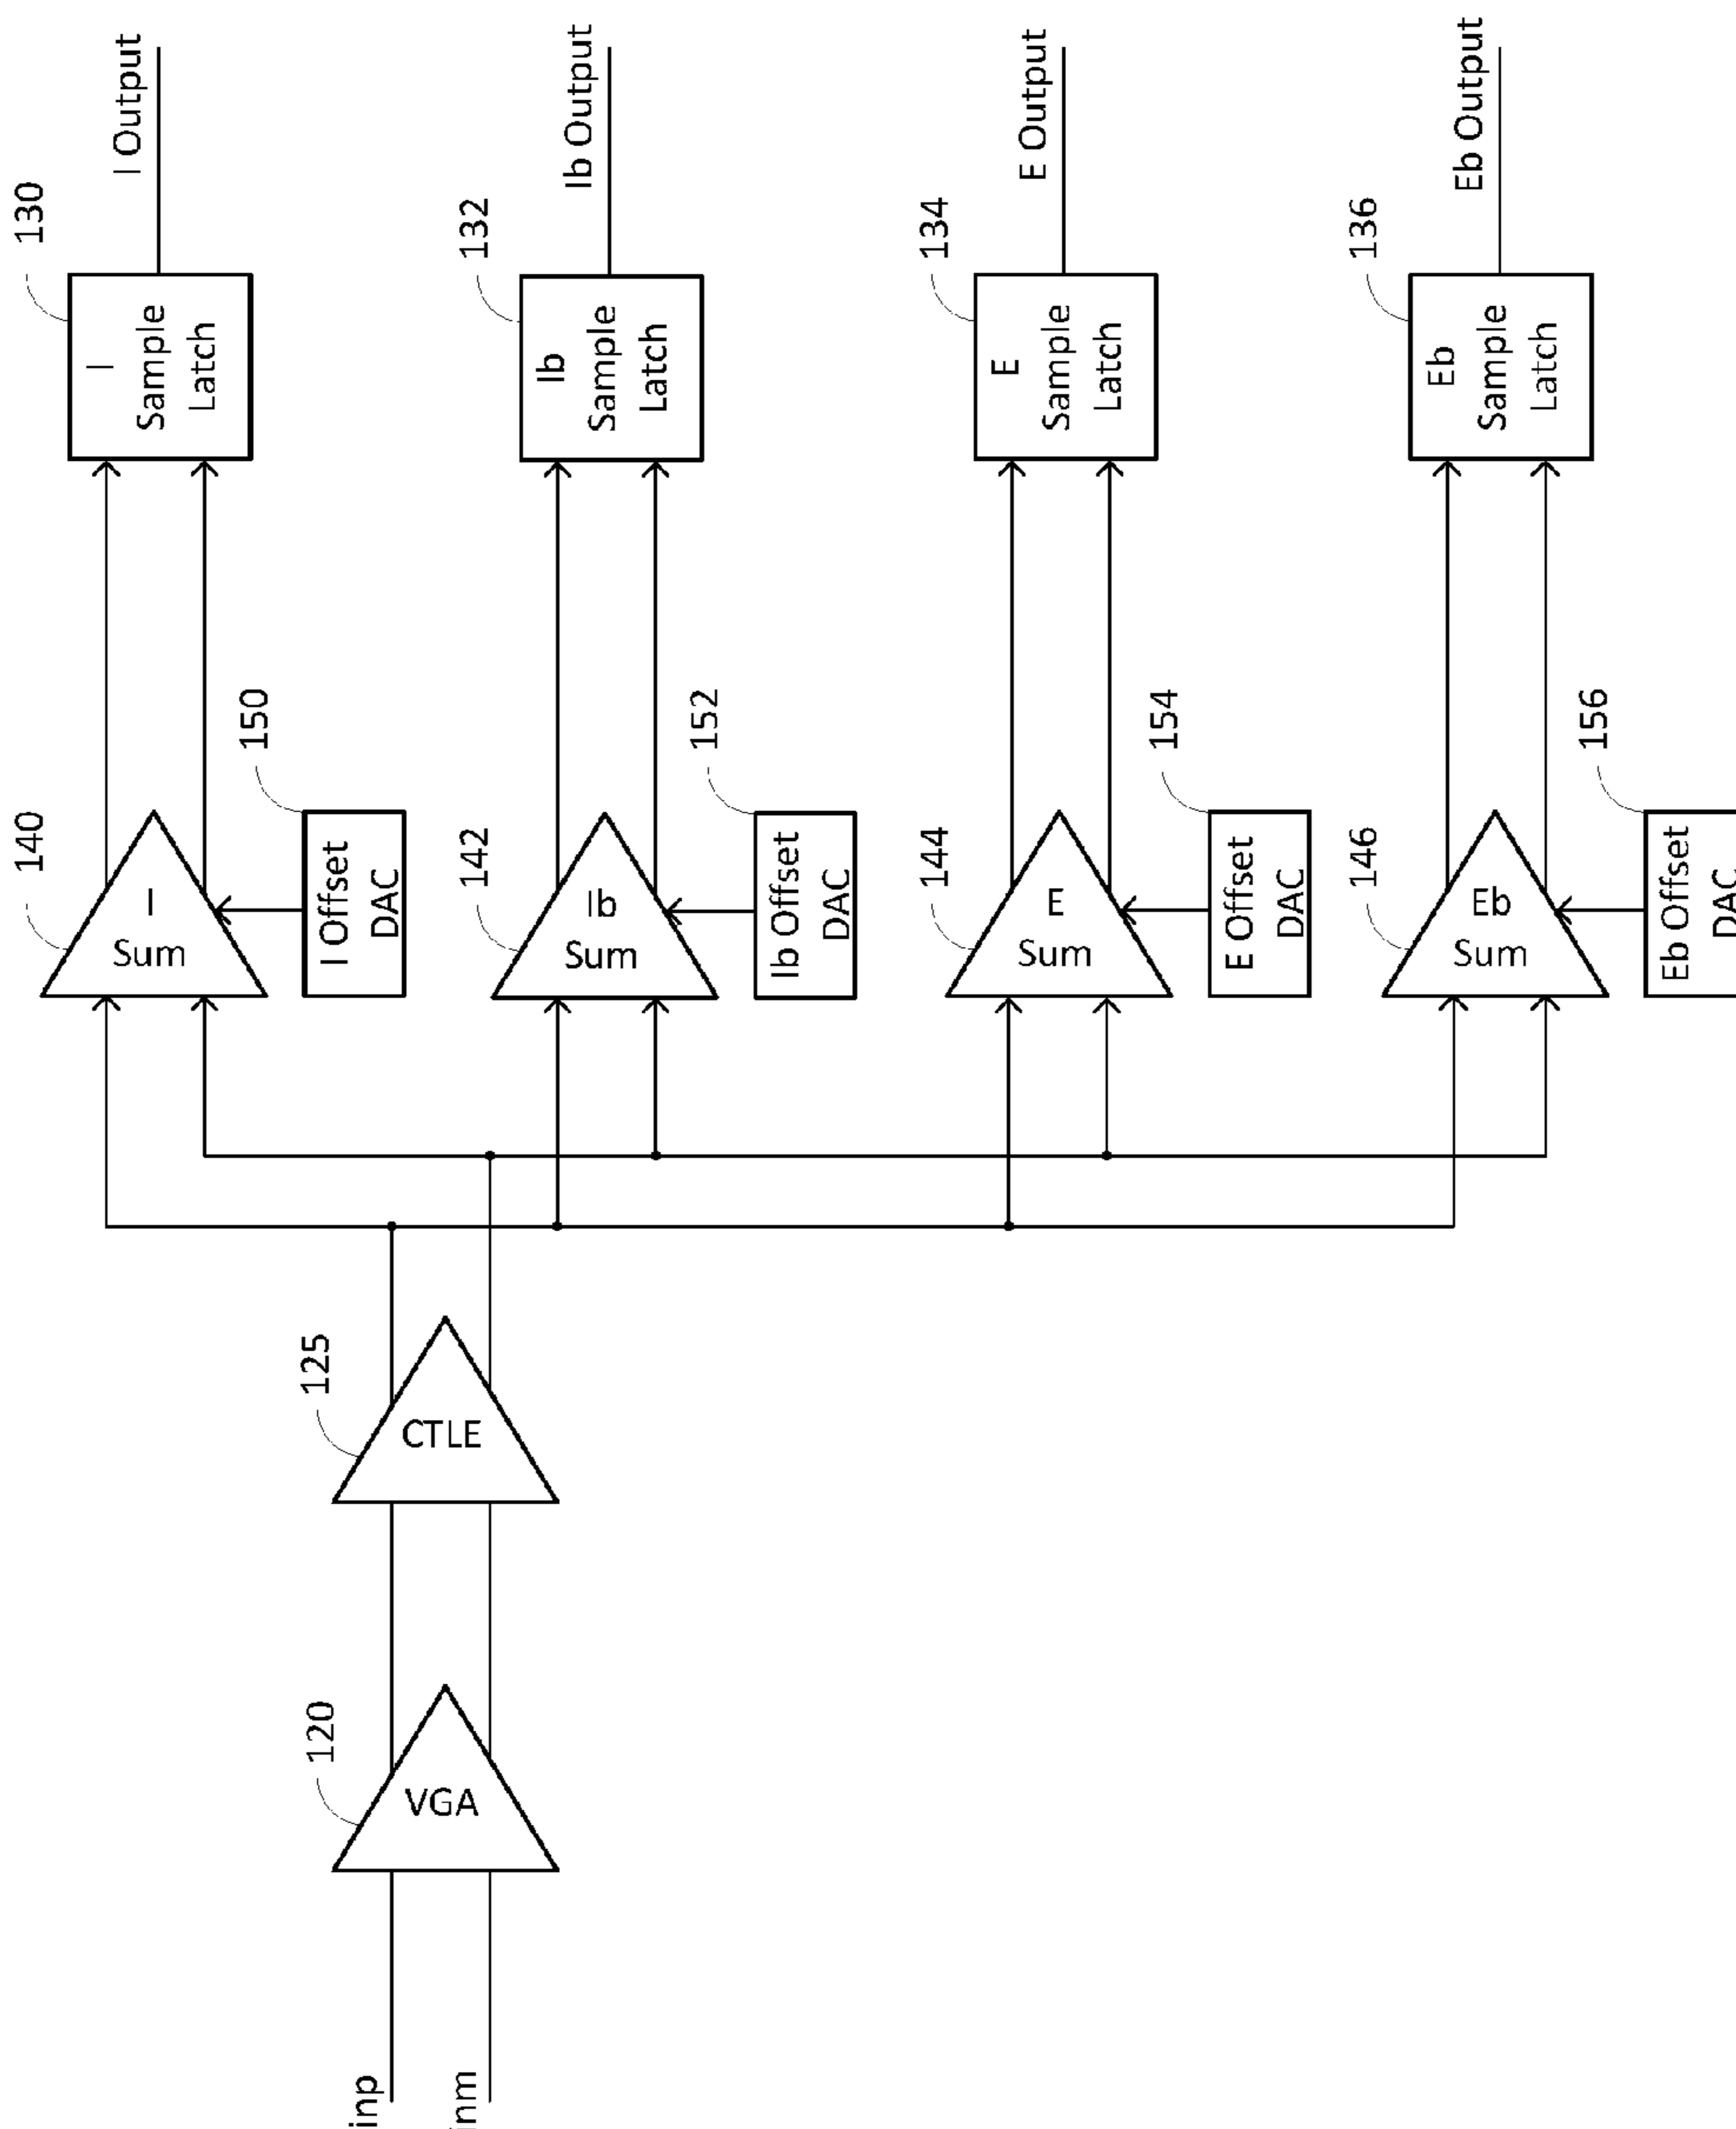 130
I Output
I
Sample
Latch
140
I
Sum
150
I Offset
DAC
132
Ib Output
Ib
Sample
Latch
142
Ib
Sum
152
Ib Offset
DAC
125
CTLE
120
VGA
inp
inm
134
E Output
E
Sample
Latch
144
E
Sum
154
E Offset
DAC
136
Eb Output
Eb
Sample
Latch
146
Eb
Sum
156
Eb Offset
DAC